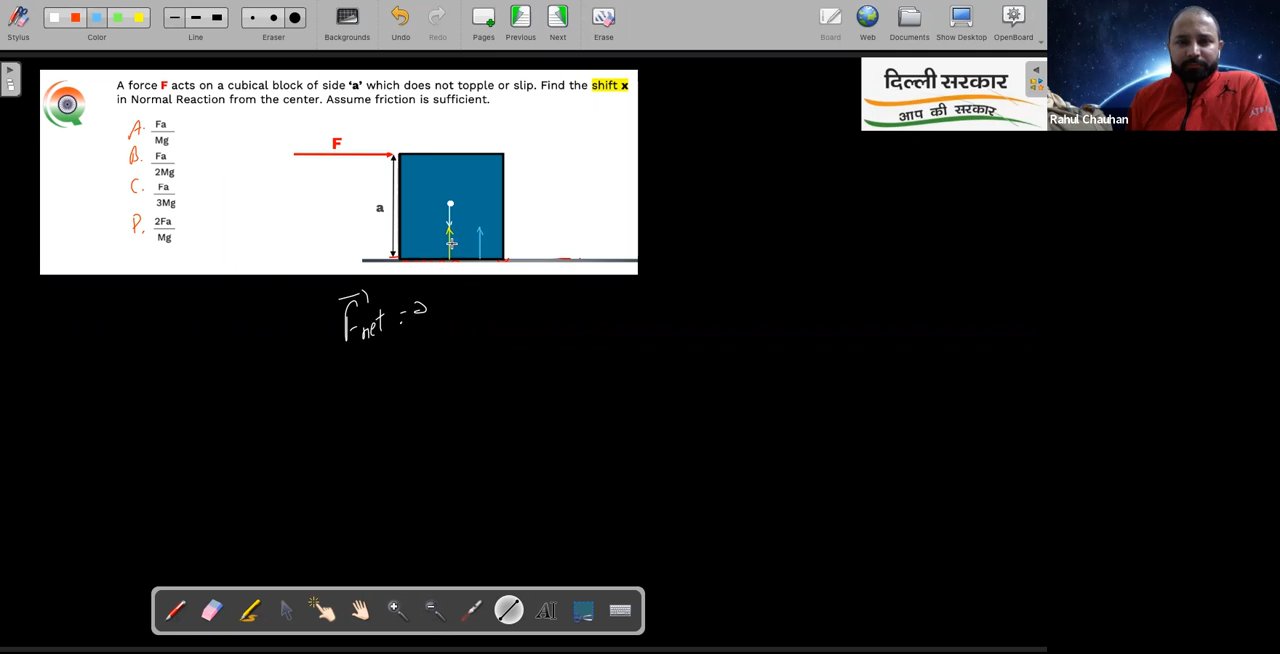 Stylus
Color
Line
Eraser
Backgrounds
Undo
Redo
Pages
Previous
Next
Erase
Board
Web
Documents
Show Desktop
OpenBoard
A force F acts on a cubical block of side ‘a’ which does not topple or slip. Find the shift x
in Normal Reaction from the center. Assume friction is sufficient.
A. Fa/Mg
B. Fa/2Mg
C. Fa/3Mg
D. 2Fa/Mg
F
a
F net = 0
दिल्ली सरकार
आप की सरकार
Rahul Chauhan
AI